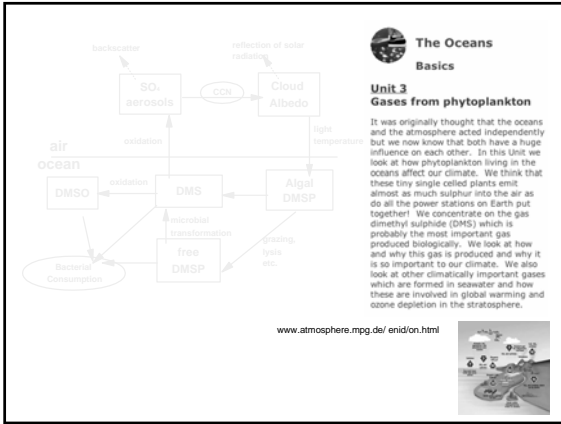 backscatter
reflection of solar
radiation
SO₄
aerosols
CCN
Cloud
Albedo
oxidation
light
temperature
air
ocean
DMSO
oxidation
DMS
Algal
DMSP
microbial
transformation
grazing,
lysis
etc.
free
DMSP
Bacterial
Consumption
The Oceans
Basics
Unit 3
Gases from phytoplankton
It was originally thought that the oceans
and the atmosphere acted independently
but we now know that both have a huge
influence on each other. In this Unit we
look at how phytoplankton living in the
oceans affect our climate. We think that
these tiny single celled plants emit
almost as much sulphur into the air as
do all the power stations on Earth put
together! We concentrate on the gas
dimethyl sulphide (DMS) which is
probably the most important gas
produced biologically. We look at how
and why this gas is produced and why it
is so important to our climate. We also
look at other climatically important gases
which are formed in seawater and how
these are involved in global warming and
ozone depletion in the stratosphere.
www.atmosphere.mpg.de/ enid/on.html